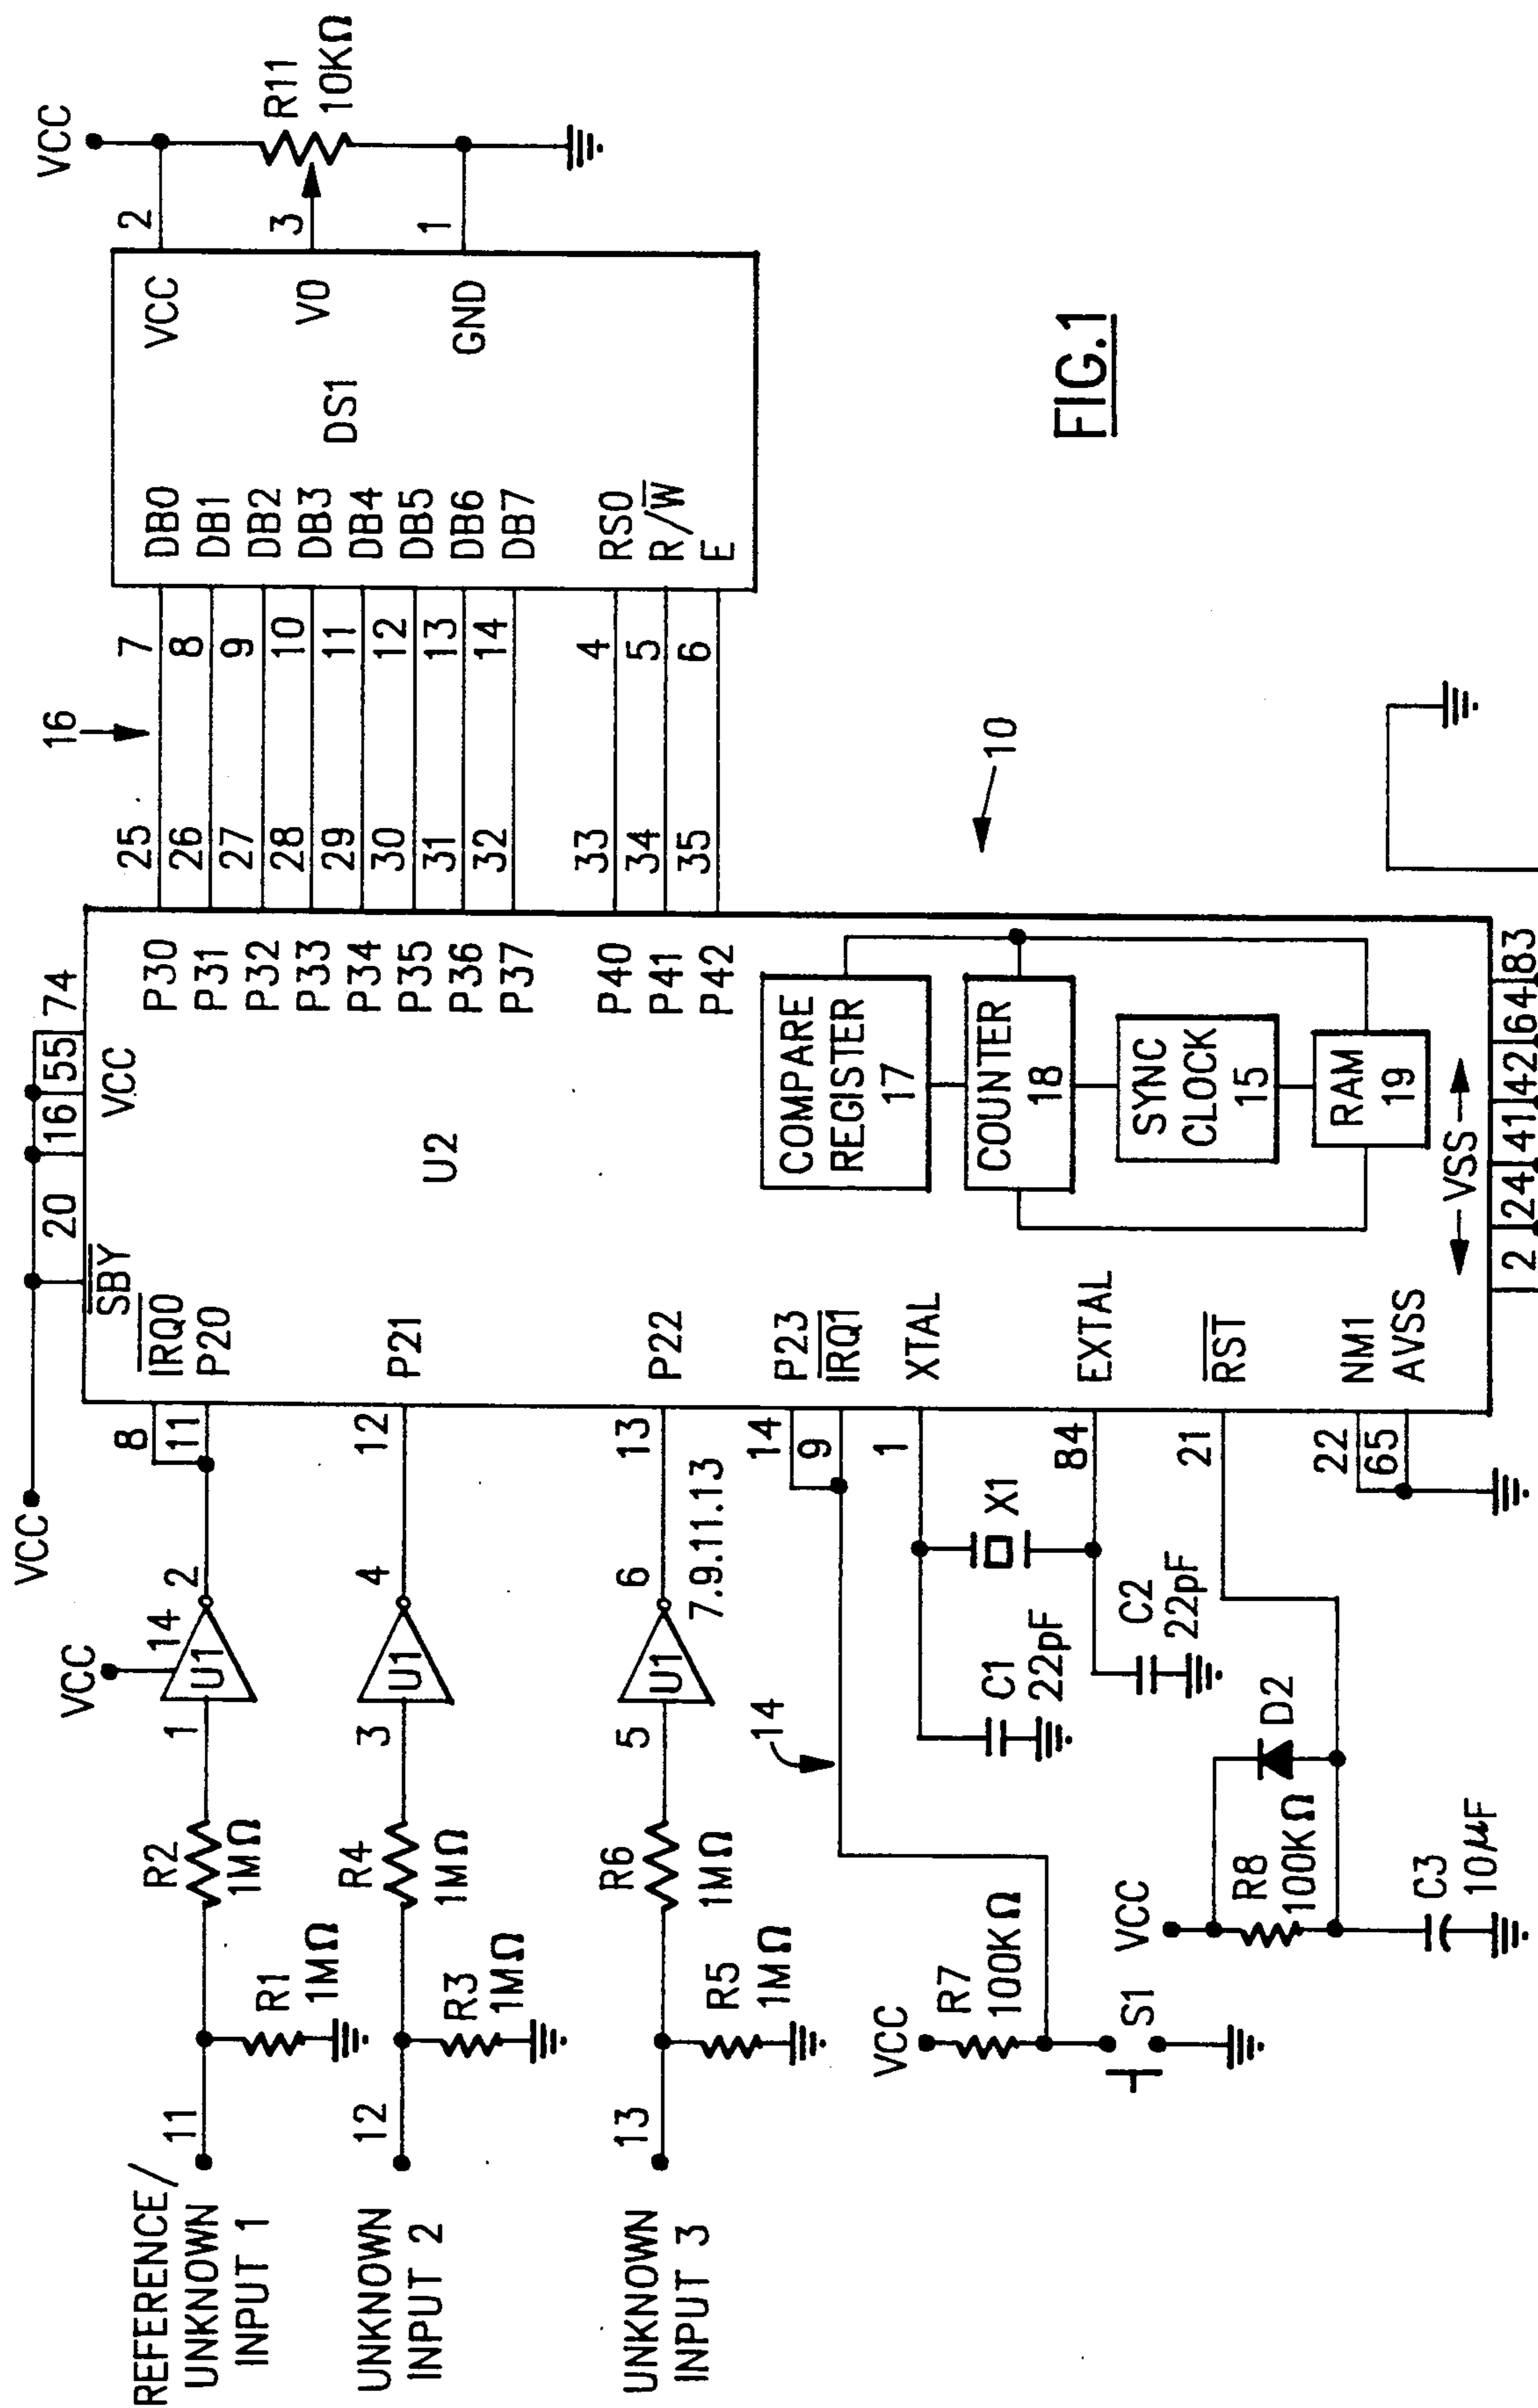 REFERENCE/
UNKNOWN
INPUT 1
11
R1
1MΩ
R2
1MΩ
1
U1
14
VCC
2
UNKNOWN
INPUT 2
12
R3
1MΩ
R4
1MΩ
3
U1
4
UNKNOWN
INPUT 3
13
R5
1MΩ
R6
1MΩ
5
U1
6
7.9.11.13
14
VCC
R7
100KΩ
S1
VCC
R8
100KΩ
D2
C3
10µF
C1
22pF
C2
22pF
X1
VCC
8
11
12
13
14
9
1
84
21
22
65
20
16
55
74
S̅B̅Y̅
VCC
I̅R̅Q̅0̅
P20
P21
P22
P23
I̅R̅Q̅1̅
XTAL
EXTAL
R̅S̅T̅
NM1
AVSS
U2
COMPARE
REGISTER
17
COUNTER
18
SYNC
CLOCK
15
RAM
19
VSS
2
24
41
42
64
83
P30
P31
P32
P33
P34
P35
P36
P37
P40
P41
P42
25
26
27
28
29
30
31
32
33
34
35
16
10
7
8
9
10
11
12
13
14
4
5
6
DB0
DB1
DB2
DB3
DB4
DB5
DB6
DB7
RS0
R/W̅
E
DS1
VCC
V0
GND
2
3
1
VCC
R11
10KΩ
FIG.1